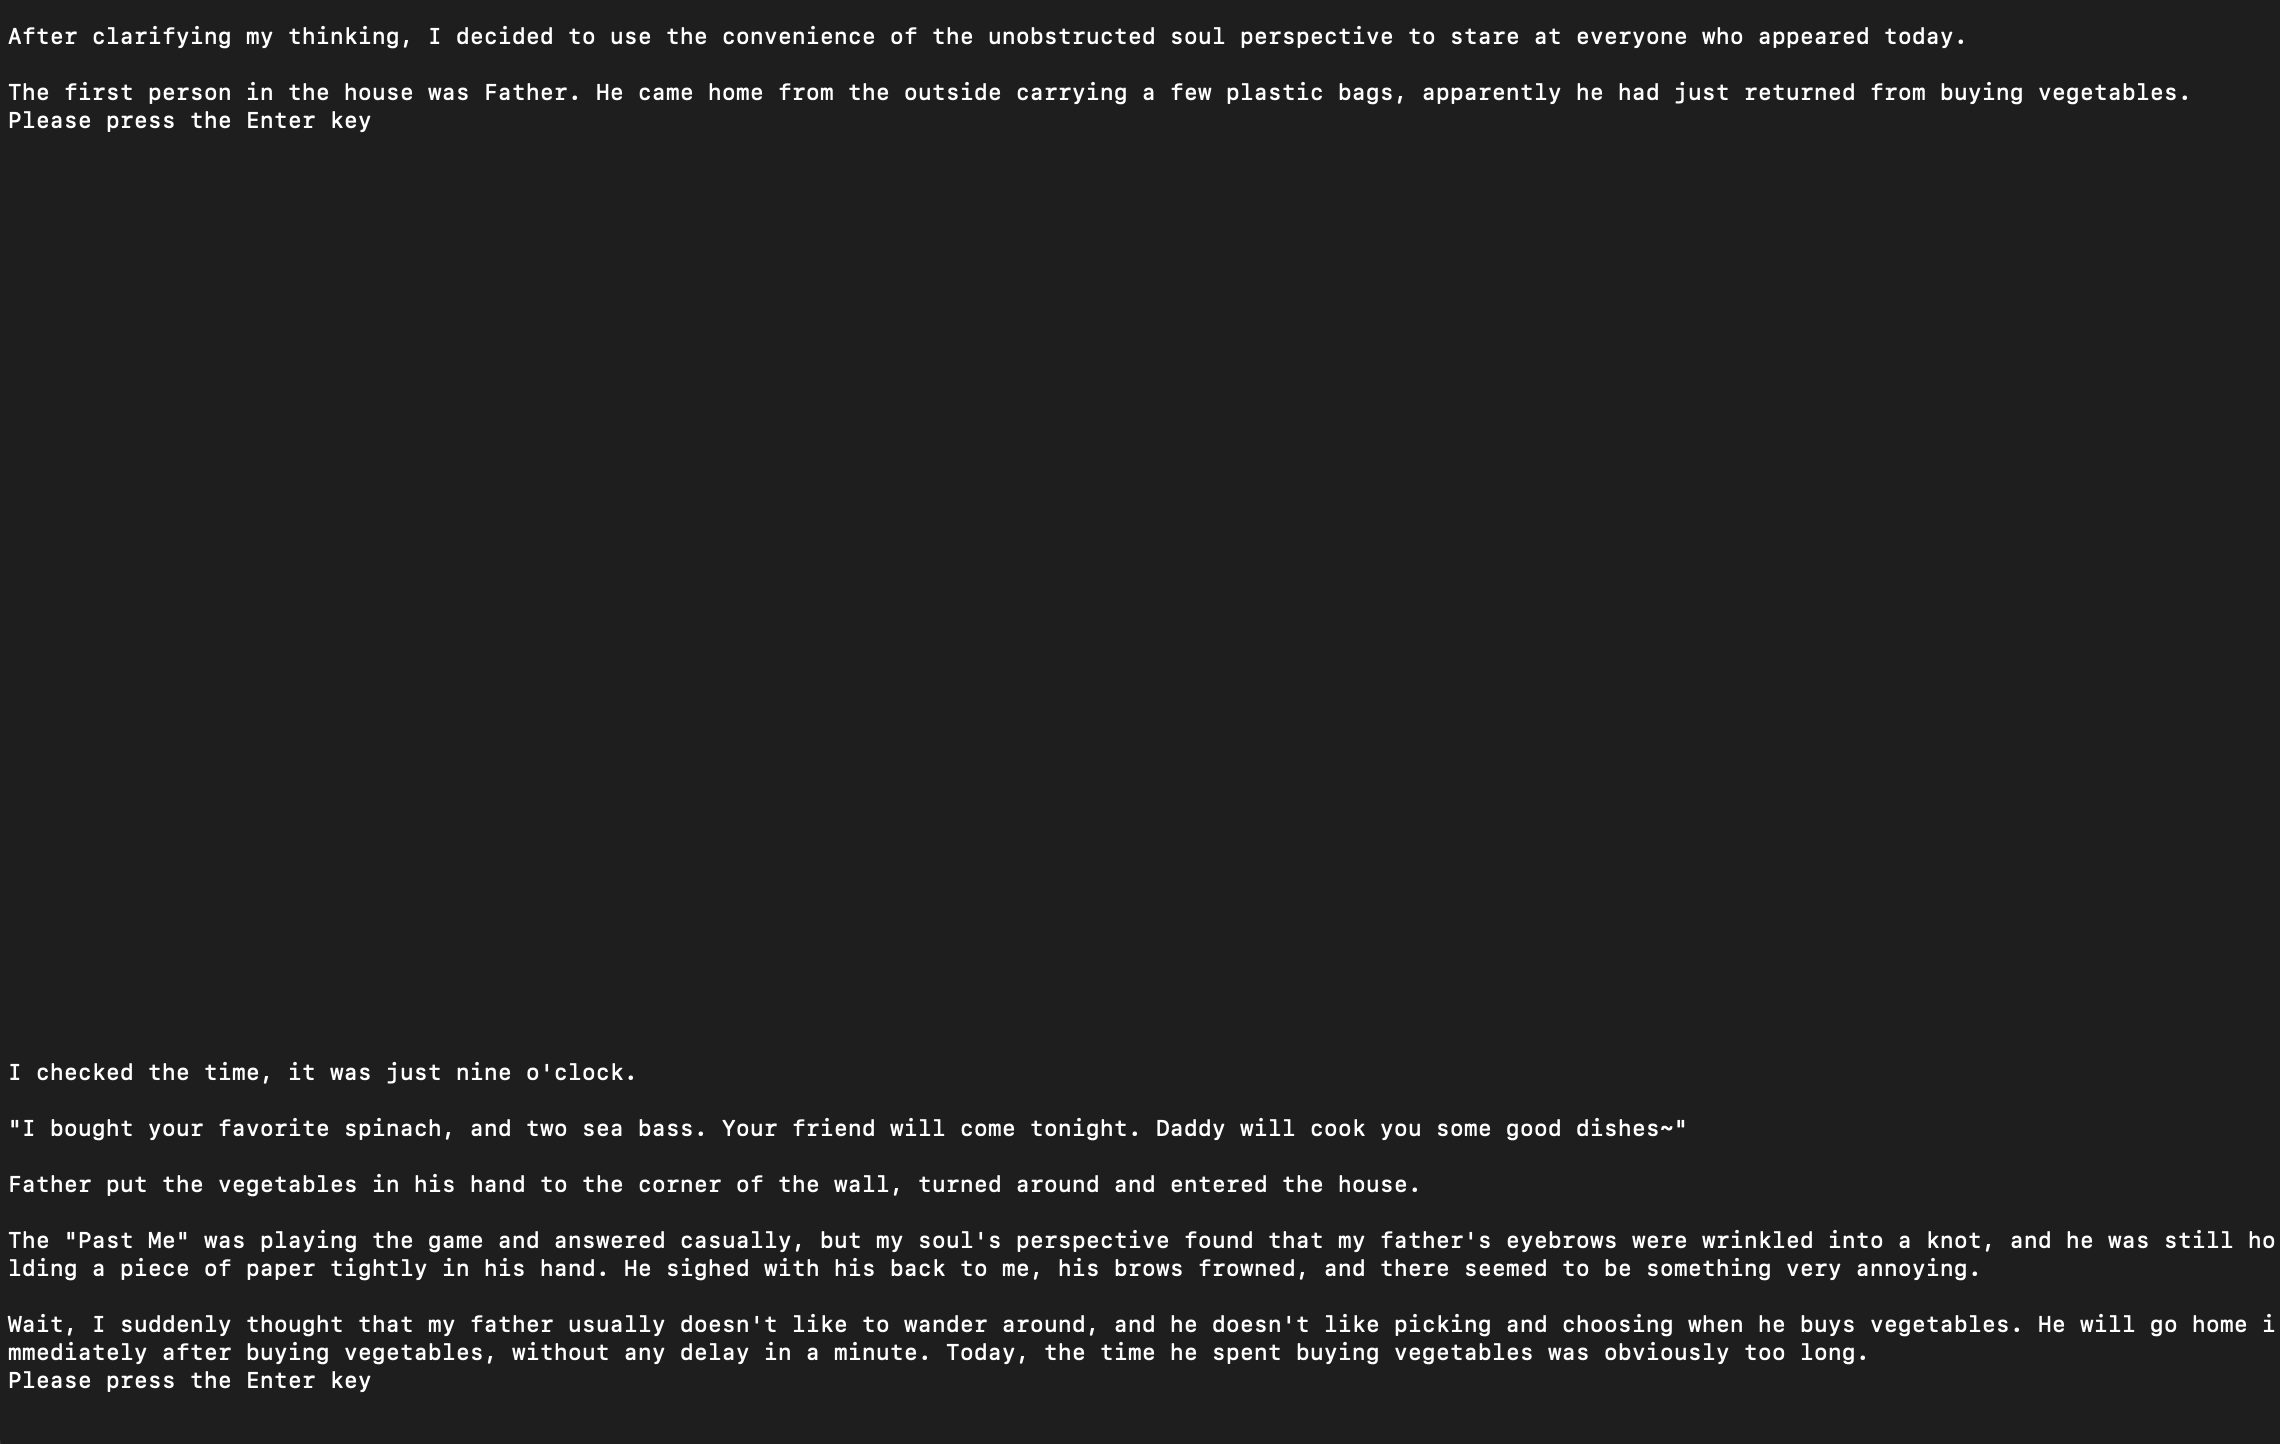 After clarifying my thinking, I decided to use the convenience of the unobstructed soul perspective to stare at everyone who appeared today.
The first person in the house was Father. He came home from the outside carrying a few plastic bags, apparently he had just returned from buying vegetables.
Please press the Enter key
I checked the time, it was just nine o'clock.
"I bought your favorite spinach, and two sea bass. Your friend will come tonight. Daddy will cook you some good dishes~"
Father put the vegetables in his hand to the corner of the wall, turned around and entered the house.
The "Past Me" was playing the game and answered casually, but my soul's perspective found that my father's eyebrows were wrinkled into a knot, and he was still ho
lding a piece of paper tightly in his hand. He sighed with his back to me, his brows frowned, and there seemed to be something very annoying.
Wait, I suddenly thought that my father usually doesn't like to wander around, and he doesn't like picking and choosing when he buys vegetables. He will go home i
mmediately after buying vegetables, without any delay in a minute. Today, the time he spent buying vegetables was obviously too long.
Please press the Enter key